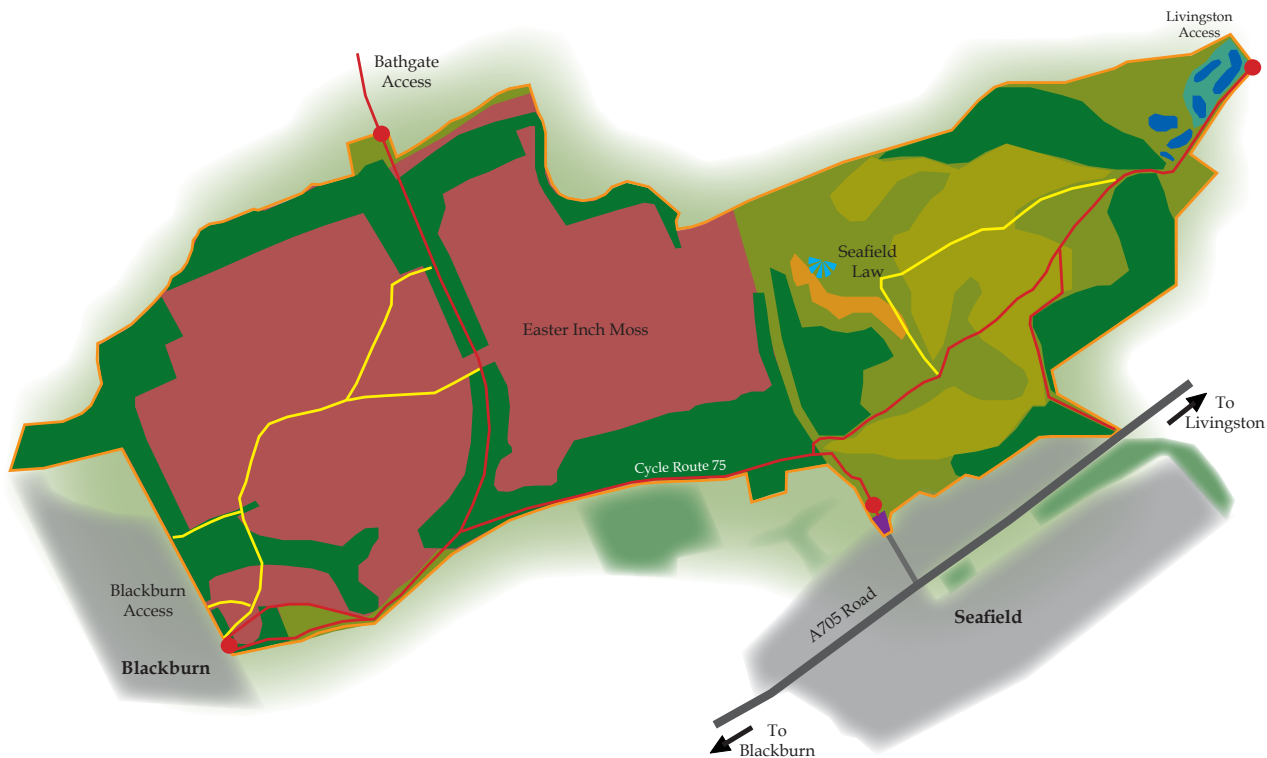 Livingston
Access
Bathgate
Access
Seafield
Law
Easter Inch Moss
To
Livingston
Cycle Route 75
Blackburn
Access
A705 Road
Seafield
Blackburn
To
Blackburn